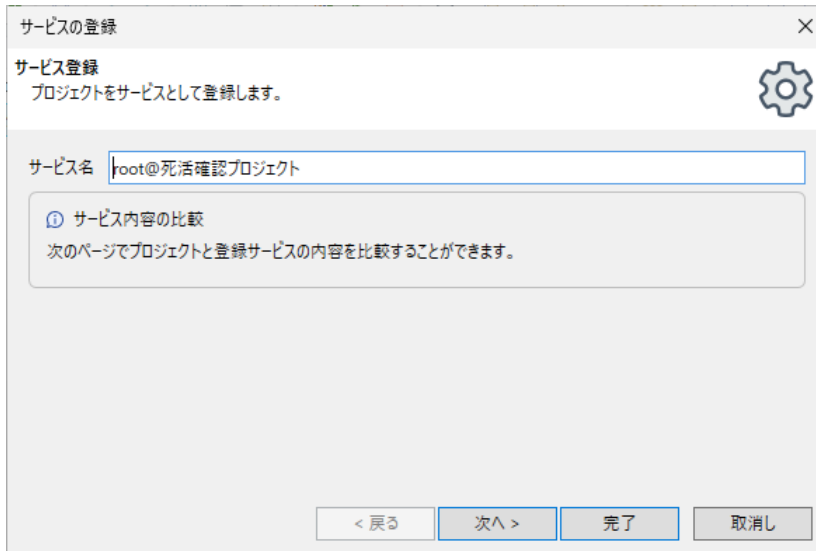 サービスの登録
サービス登録
プロジェクトをサービスとして登録します。
サービス名 root@死活確認プロジェクト
サービス内容の比較
次のページでプロジェクトと登録サービスの内容を比較することができます。
< 戻る 次へ > 完了 取消し